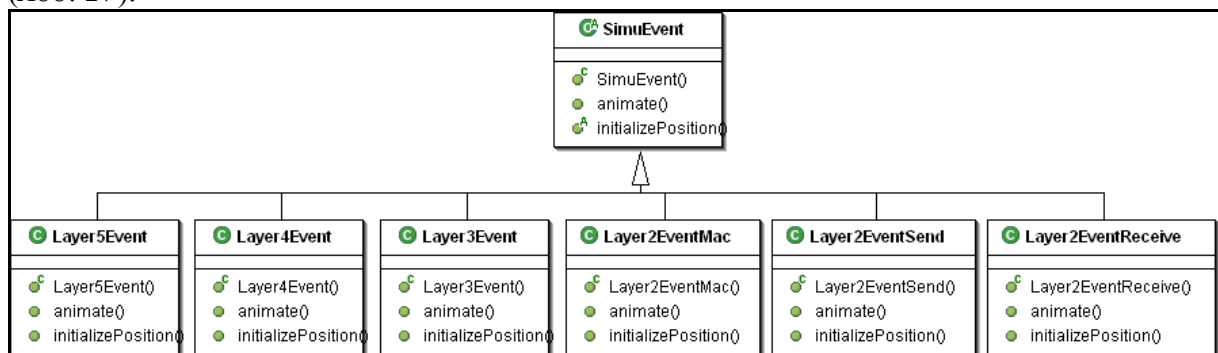 SimuEvent
SimuEvent()
animate()
initializePosition()
Layer5Event
Layer5Event()
animate()
initializePosition()
Layer4Event
Layer4Event()
animate()
initializePosition()
Layer3Event
Layer3Event()
animate()
initializePosition()
Layer2EventMac
Layer2EventMac()
animate()
initializePosition()
Layer2EventSend
Layer2EventSend()
animate()
initializePosition()
Layer2EventReceive
Layer2EventReceive()
animate()
initializePosition()